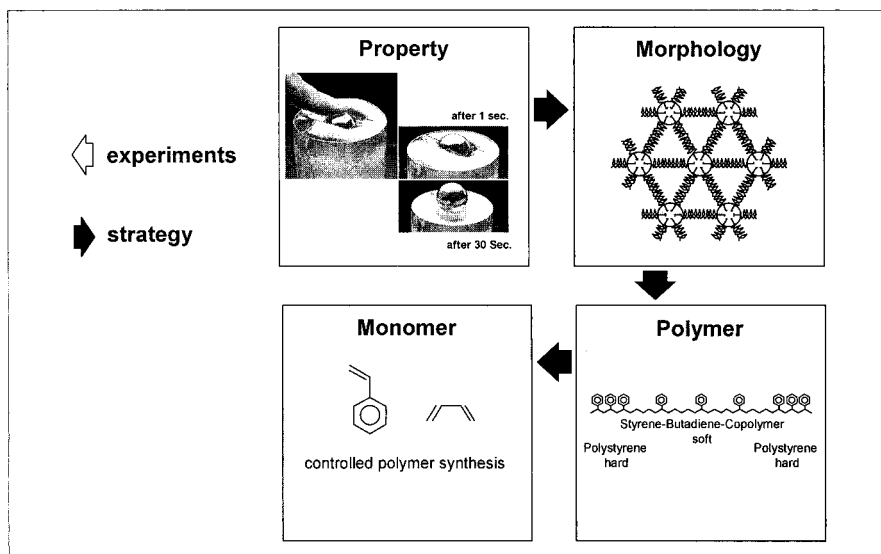 Property
after 1 sec.
after 30 Sec.
Morphology
experiments
strategy
Monomer
controlled polymer synthesis
Polymer
Styrene-Butadiene-Copolymer
soft
Polystyrene
hard
Polystyrene
hard